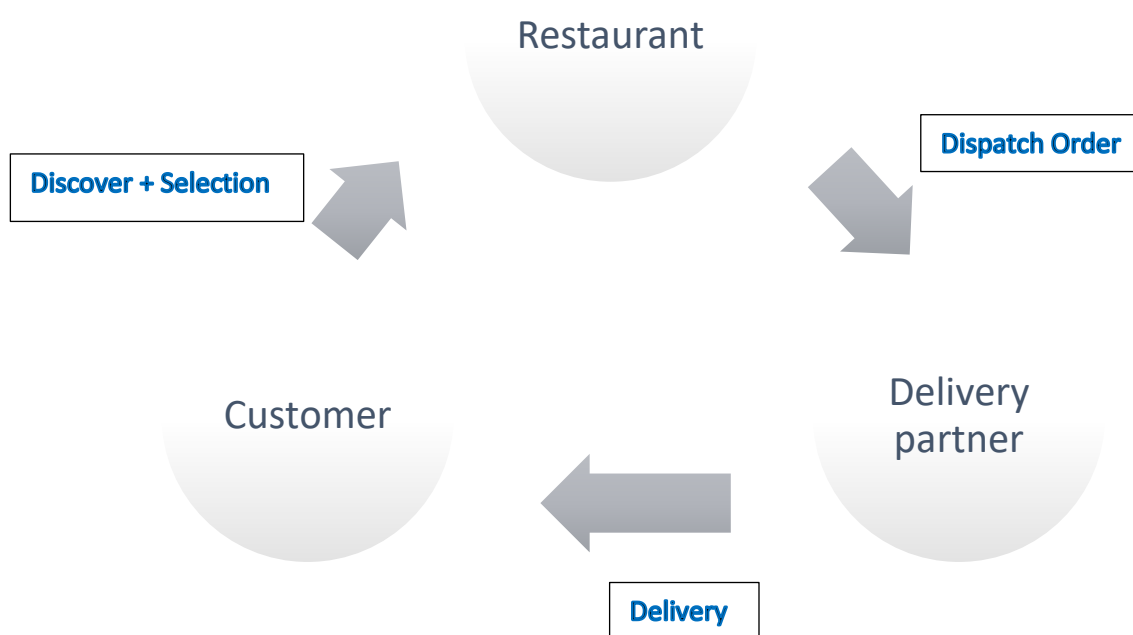 Restaurant
Dispatch Order
Discover + Selection
Customer
Delivery
partner
Delivery